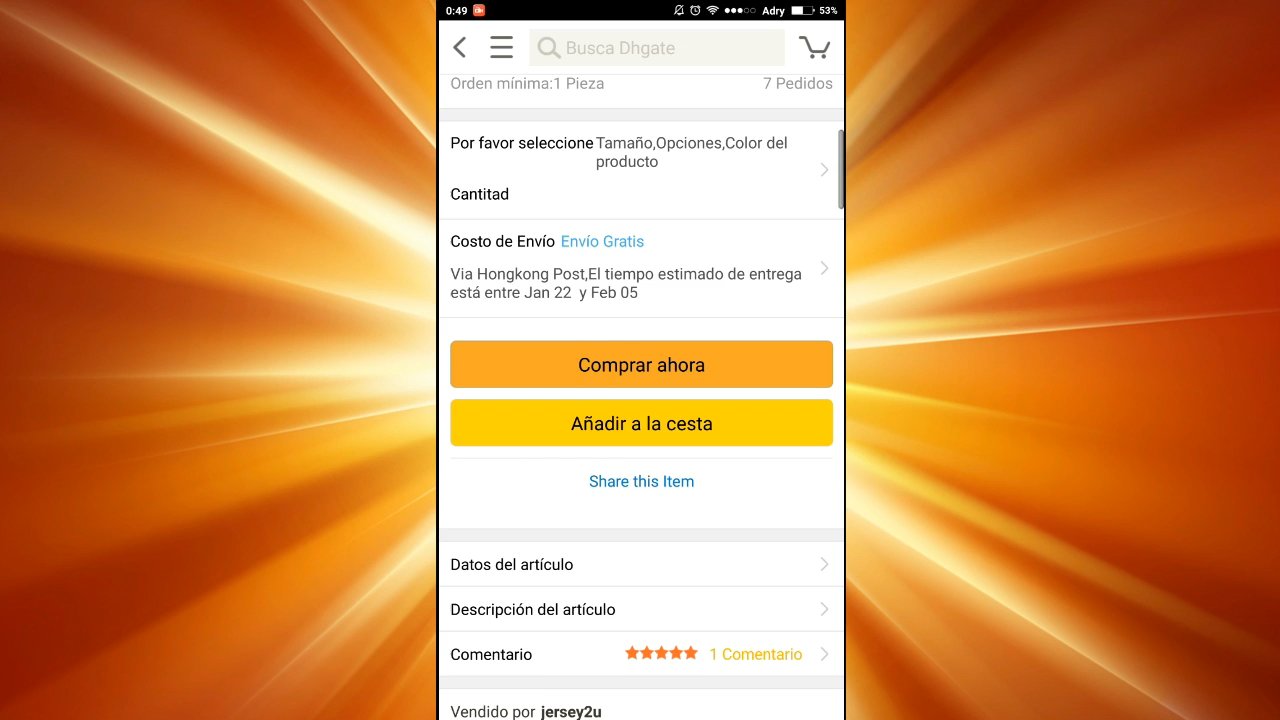 0:49 Adry 53%
Busca Dhgate
Orden mínima:1 Pieza 7 Pedidos
Por favor seleccione Tamaño,Opciones,Color del
producto
Cantitad
Costo de Envío Envío Gratis
Via Hongkong Post,El tiempo estimado de entrega
está entre Jan 22 y Feb 05
Comprar ahora
Añadir a la cesta
Share this Item
Datos del artículo
Descripción del artículo
Comentario 1 Comentario
Vendido por jersey2u